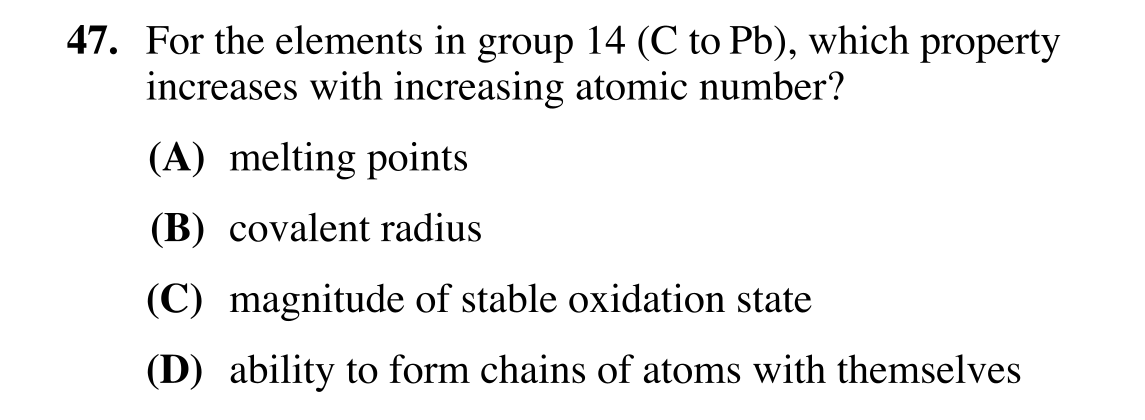 47. For the elements in group 14 (C to Pb), which property
increases with increasing atomic number?
(A) melting points
(B) covalent radius
(C) magnitude of stable oxidation state
(D) ability to form chains of atoms with themselves